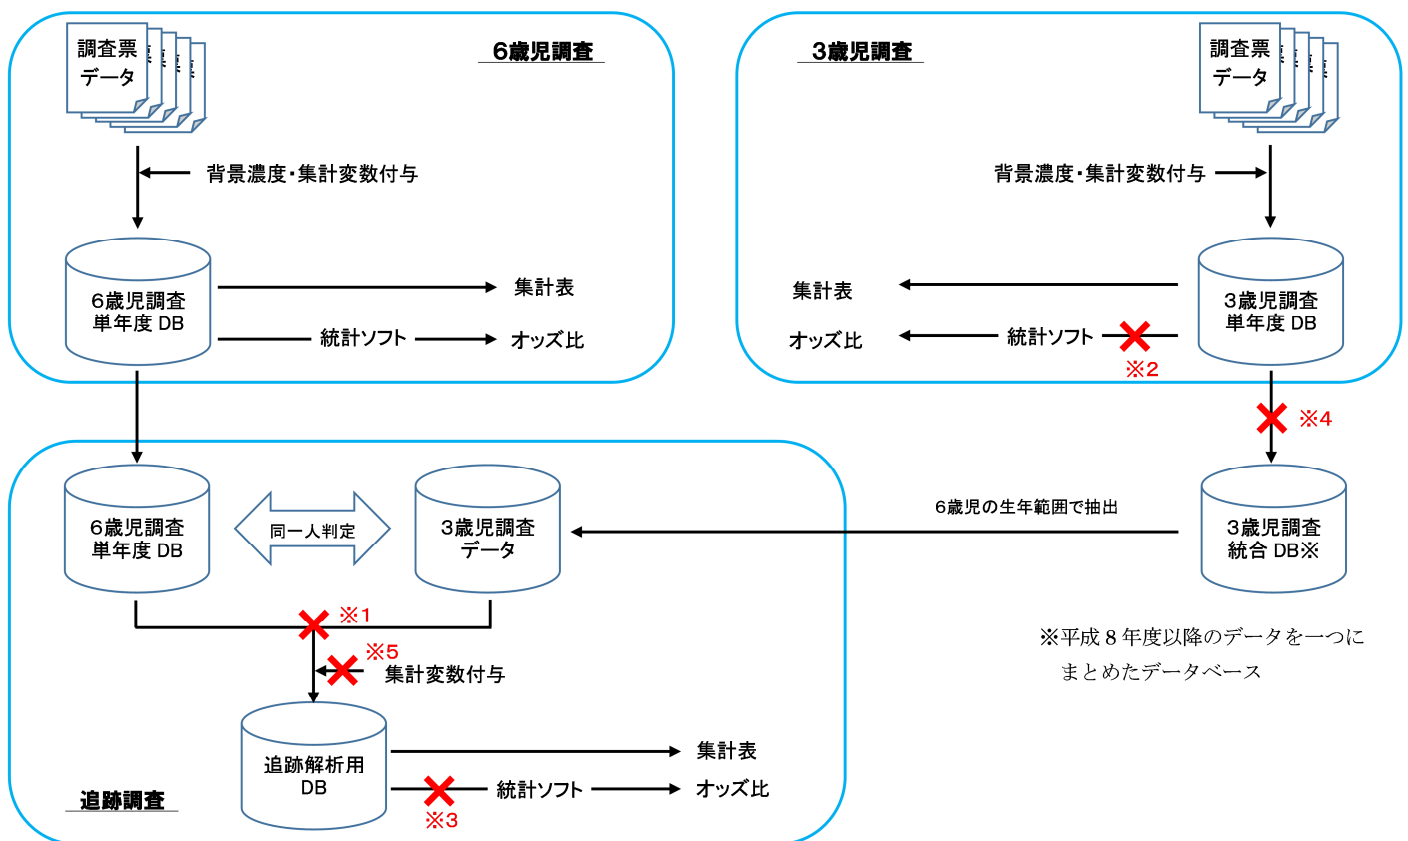 調査票
データ
票
票
票
票
6歳児調査
背景濃度・集計変数付与
6歳児調査
単年度 DB
集計表
統計ソフト
オッズ比
3歳児調査
調査票
データ
票
票
票
票
背景濃度・集計変数付与
3歳児調査
単年度 DB
集計表
オッズ比
統計ソフト
※2
※4
6歳児調査
単年度 DB
同一人判定
3歳児調査
データ
6歳児の生年範囲で抽出
3歳児調査
統合 DB※
※平成 8 年度以降のデータを一つに
まとめたデータベース
※1
※5
集計変数付与
追跡解析用
DB
集計表
統計ソフト
オッズ比
※3
追跡調査